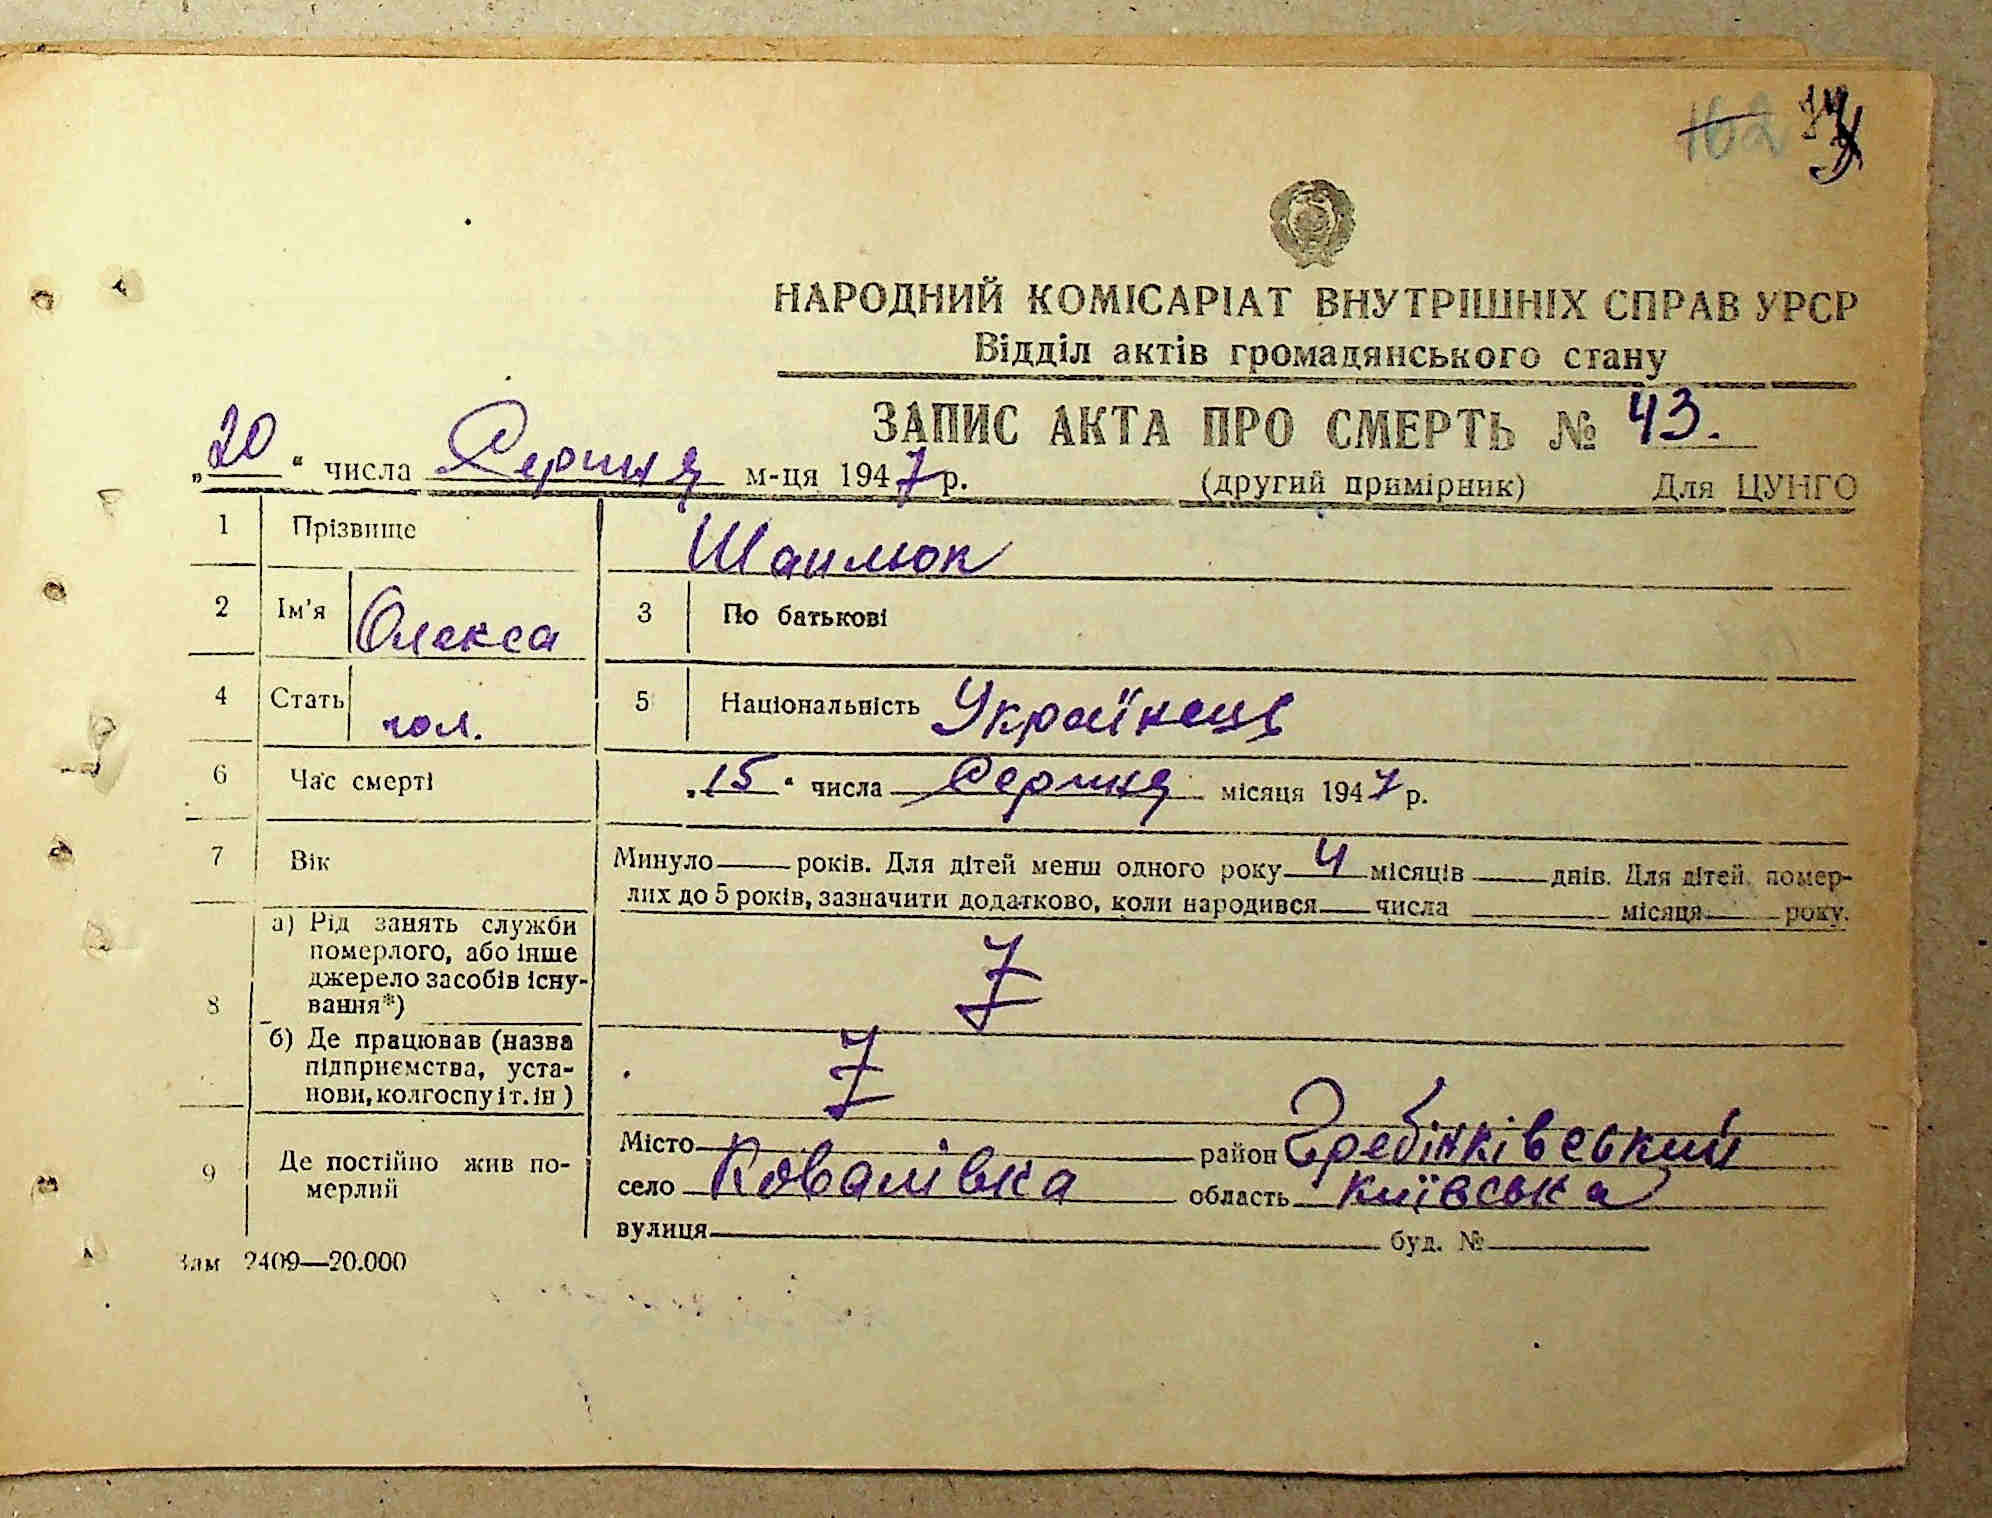 162
НАРОДНИЙ КОМІСАРІАТ ВНУТРІШНІХ СПРАВ УРСР
Відділ актів громадянського стану
ЗАПИС АКТА ПРО СМЕРТЬ № 43.
„20“ числа Серпня м-ця 1947 р. (другий примірник) Для ЦУНГО
1 Прізвище Шаилюк
2 Ім'я Олекса 3 По батькові
4 Стать чол. 5 Національність Українець
6 Час смерті „15“ числа Серпня місяця 1947 р.
7 Вік Минуло — років. Для дітей менш одного року 4 місяців — днів. Для дітей, помер-
лих до 5 років, зазначити додатково, коли народився — числа — місяця — року.
8 а) Рід занять служби
померлого, або інше
джерело засобів існу-
вання*)
б) Де працював (назва
підприємства, уста-
нови, колгоспу і т. ін)
9 Де постійно жив по-
мерлий
Місто район Гребінківський
село Ковалівка область Київська
вулиця буд. №
Зам 2409—20.000